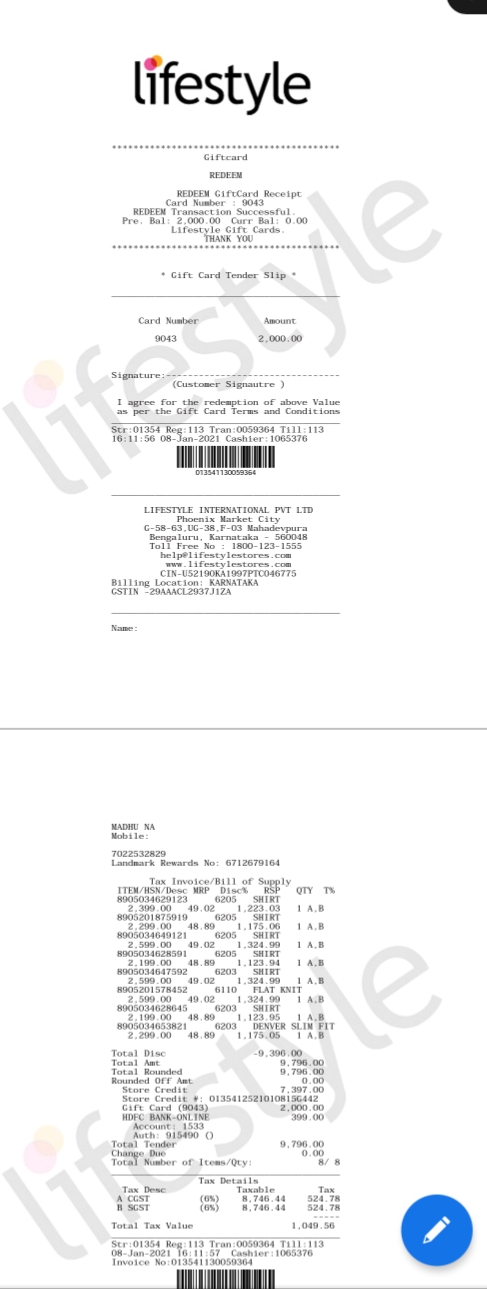 lifestyle
******************************************
Giftcard
REDEEM
REDEEM GiftCard Receipt
Card Number : 9043
REDEEM Transaction Successful.
Pre. Bal: 2,000.00 Curr Bal: 0.00
Lifestyle Gift Cards.
THANK YOU
******************************************
* Gift Card Tender Slip *
Card Number Amount
9043 2,000.00
Signature:--------------------------------
(Customer Signautre )
I agree for the redemption of above Value
as per the Gift Card Terms and Conditions
Str:01354 Reg:113 Tran:0059364 Till:113
16:11:56 08-Jan-2021 Cashier:1065376
013541130059364
LIFESTYLE INTERNATIONAL PVT LTD
Phoenix Market City
G-58-63,UG-38,F-03 Mahadevpura
Bengaluru, Karnataka - 560048
Toll Free No : 1800-123-1555
help@lifestylestores.com
www.lifestylestores.com
CIN-U52190KA1997PTC046775
Billing Location: KARNATAKA
GSTIN -29AAACL2937J1ZA
Name:
MADHU NA
Mobile:
7022532829
Landmark Rewards No: 6712679164
Tax Invoice/Bill of Supply
ITEM/HSN/Desc MRP Disc% RSP QTY T%
8905034629123 6205 SHIRT
2,399.00 49.02 1,223.03 1 A,B
8905201875919 6205 SHIRT
2,299.00 48.89 1,175.06 1 A,B
8905034649121 6205 SHIRT
2,599.00 49.02 1,324.99 1 A,B
8905034628591 6205 SHIRT
2,199.00 48.89 1,123.94 1 A,B
8905034647592 6203 SHIRT
2,599.00 49.02 1,324.99 1 A,B
8905201578452 6110 FLAT KNIT
2,599.00 49.02 1,324.99 1 A,B
8905034628645 6203 SHIRT
2,199.00 48.89 1,123.95 1 A,B
8905034653821 6203 DENVER SLIM FIT
2,299.00 48.89 1,175.05 1 A,B
Total Disc -9,396.00
Total Amt 9,796.00
Total Rounded 9,796.00
Rounded Off Amt 0.00
Store Credit 7,397.00
Store Credit #: 0135412521010815G442
Gift Card (9043) 2,000.00
HDFC BANK-ONLINE 399.00
Account: 1533
Auth: 915490 ()
Total Tender 9,796.00
Change Due 0.00
Total Number of Items/Qty: 8/ 8
Tax Details
Tax Desc Taxable Tax
A CGST (6%) 8,746.44 524.78
B SGST (6%) 8,746.44 524.78
-----
Total Tax Value 1,049.56
Str:01354 Reg:113 Tran:0059364 Till:113
08-Jan-2021 16:11:57 Cashier:1065376
Invoice No:013541130059364